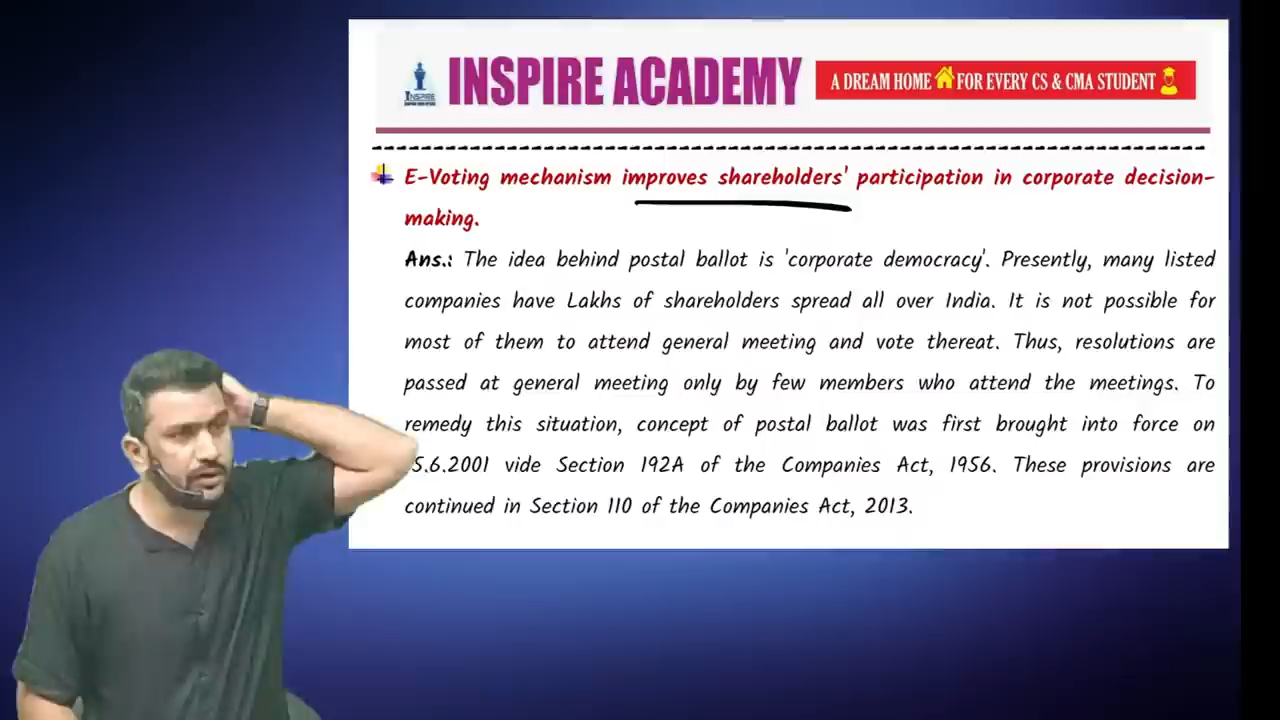 INSPIRE
INSPIRE ACADEMY
A DREAM HOME FOR EVERY CS & CMA STUDENT
E-Voting mechanism improves shareholders' participation in corporate decision-
making.
Ans.: The idea behind postal ballot is 'corporate democracy'. Presently, many listed
companies have Lakhs of shareholders spread all over India. It is not possible for
most of them to attend general meeting and vote thereat. Thus, resolutions are
passed at general meeting only by few members who attend the meetings. To
remedy this situation, concept of postal ballot was first brought into force on
5.6.2001 vide Section 192A of the Companies Act, 1956. These provisions are
continued in Section 110 of the Companies Act, 2013.